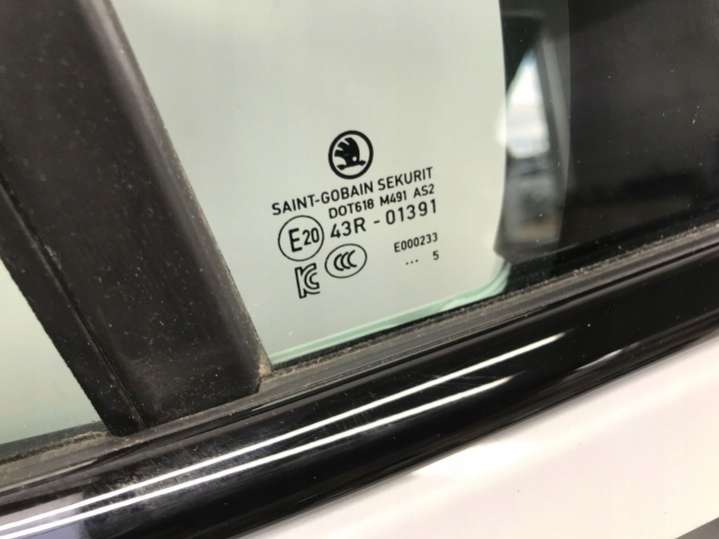 SAINT-GOBAIN SEKURIT
DOT618 M491 AS2
E20 43R - 01391
CCC E000233
... 5